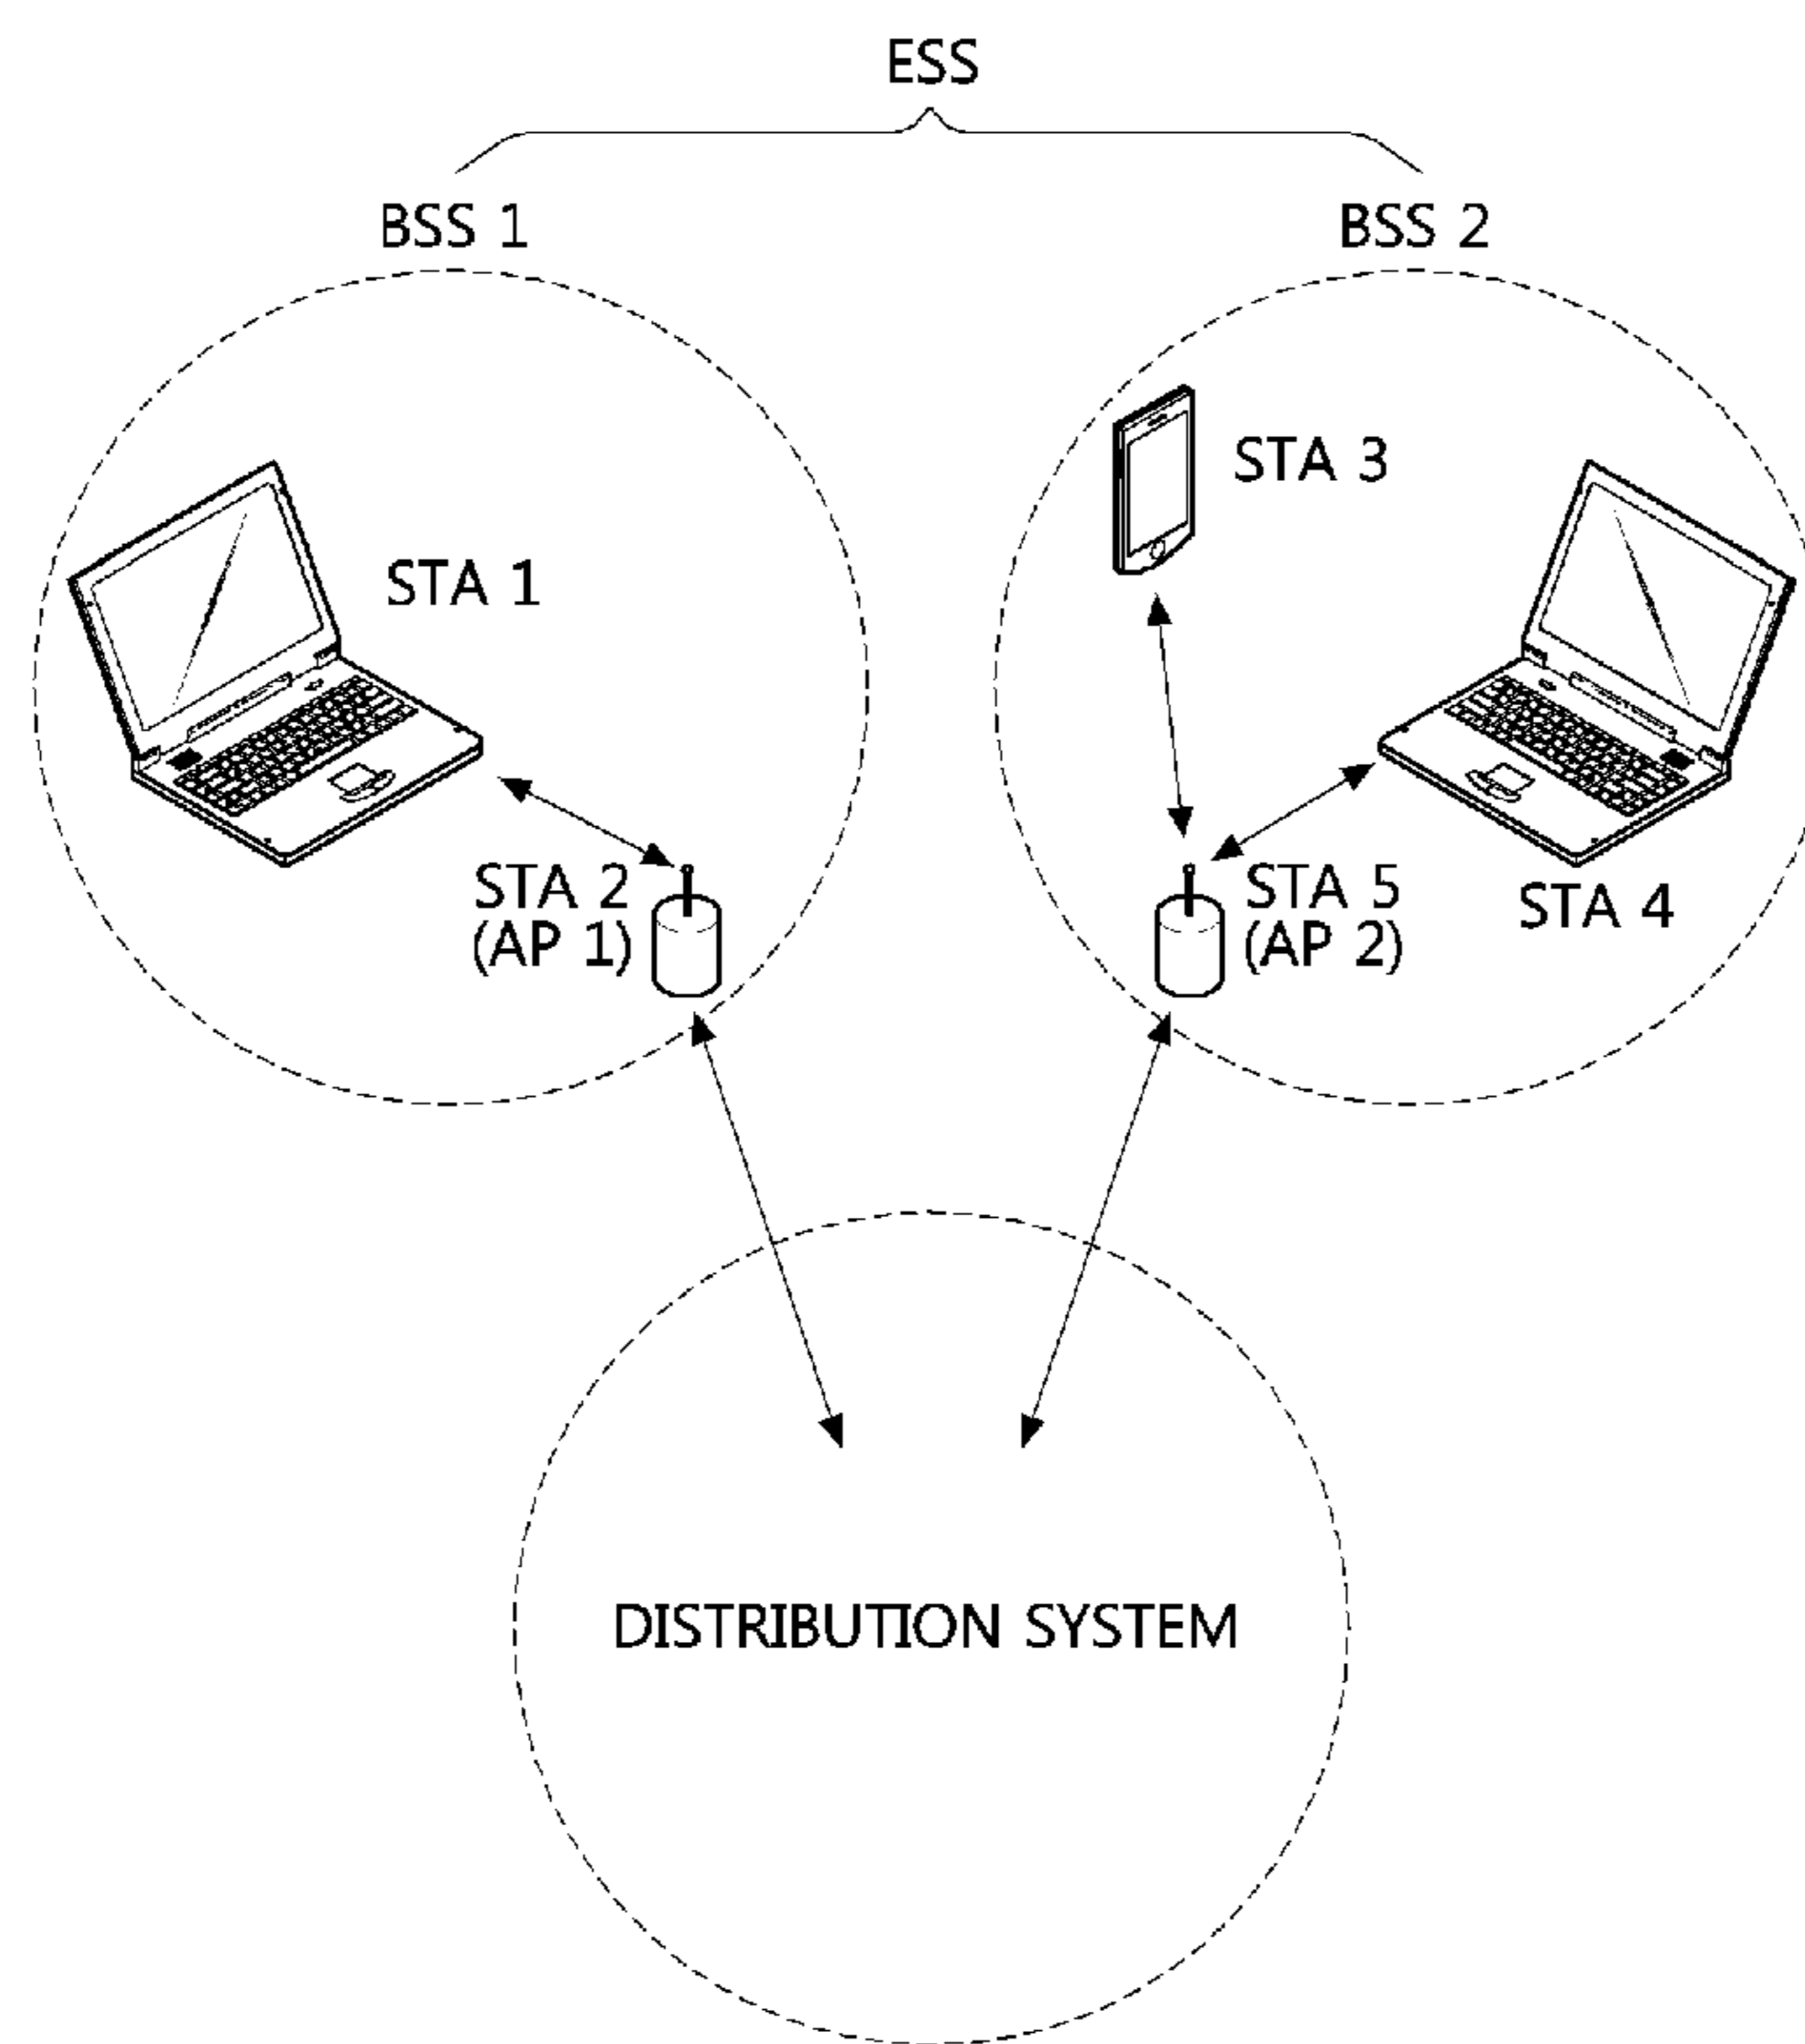 ESS
BSS 1
BSS 2
STA 3
STA 1
STA 2
(AP 1)
STA 5
(AP 2)
STA 4
DISTRIBUTION SYSTEM